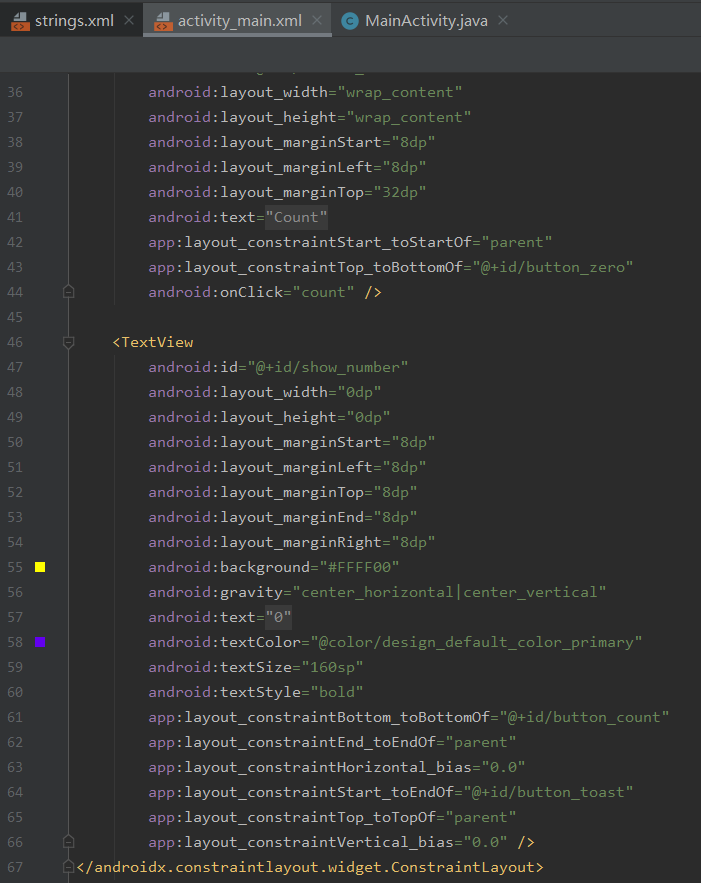 strings.xml activity_main.xml MainActivity.java
36 android:layout_width="wrap_content"
37 android:layout_height="wrap_content"
38 android:layout_marginStart="8dp"
39 android:layout_marginLeft="8dp"
40 android:layout_marginTop="32dp"
41 android:text="Count"
42 app:layout_constraintStart_toStartOf="parent"
43 app:layout_constraintTop_toBottomOf="@+id/button_zero"
44 android:onClick="count" />
45
46 <TextView
47 android:id="@+id/show_number"
48 android:layout_width="0dp"
49 android:layout_height="0dp"
50 android:layout_marginStart="8dp"
51 android:layout_marginLeft="8dp"
52 android:layout_marginTop="8dp"
53 android:layout_marginEnd="8dp"
54 android:layout_marginRight="8dp"
55 android:background="#FFFF00"
56 android:gravity="center_horizontal|center_vertical"
57 android:text="0"
58 android:textColor="@color/design_default_color_primary"
59 android:textSize="160sp"
60 android:textStyle="bold"
61 app:layout_constraintBottom_toBottomOf="@+id/button_count"
62 app:layout_constraintEnd_toEndOf="parent"
63 app:layout_constraintHorizontal_bias="0.0"
64 app:layout_constraintStart_toEndOf="@+id/button_toast"
65 app:layout_constraintTop_toTopOf="parent"
66 app:layout_constraintVertical_bias="0.0" />
67 </androidx.constraintlayout.widget.ConstraintLayout>